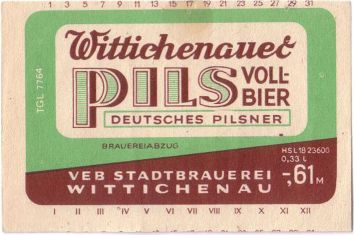 1 3 5 7 9 11 13 15 17 19 21 23 25 27 29 31
Wittichenauer
PILS VOLL-
BIER
DEUTSCHES PILSNER
TGL 7764
BRAUEREIABZUG
HSL 1823600
0,33 l
-,61 M
VEB STADTBRAUEREI
WITTICHENAU
I II III IV V VI VII VIII IX X XI XII